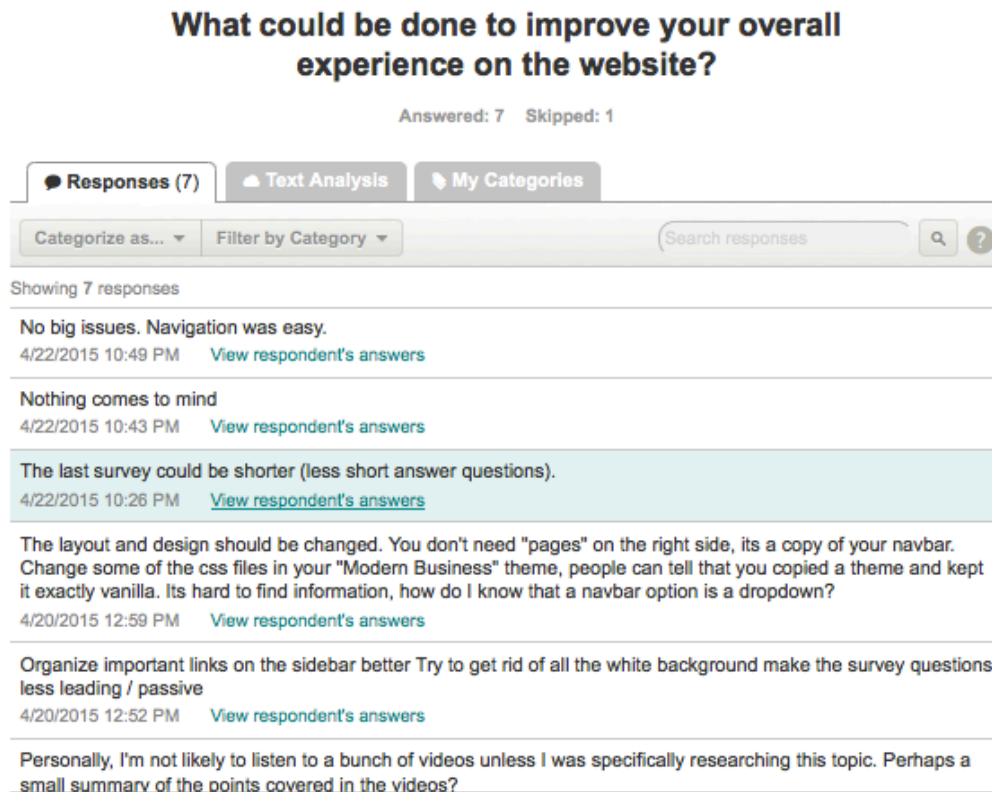 What could be done to improve your overall
experience on the website?
Answered: 7 Skipped: 1
Responses (7) Text Analysis My Categories
Categorize as... Filter by Category Search responses ?
Showing 7 responses
No big issues. Navigation was easy.
4/22/2015 10:49 PM View respondent's answers
Nothing comes to mind
4/22/2015 10:43 PM View respondent's answers
The last survey could be shorter (less short answer questions).
4/22/2015 10:26 PM View respondent's answers
The layout and design should be changed. You don't need "pages" on the right side, its a copy of your navbar.
Change some of the css files in your "Modern Business" theme, people can tell that you copied a theme and kept
it exactly vanilla. Its hard to find information, how do I know that a navbar option is a dropdown?
4/20/2015 12:59 PM View respondent's answers
Organize important links on the sidebar better Try to get rid of all the white background make the survey questions
less leading / passive
4/20/2015 12:52 PM View respondent's answers
Personally, I'm not likely to listen to a bunch of videos unless I was specifically researching this topic. Perhaps a
small summary of the points covered in the videos?